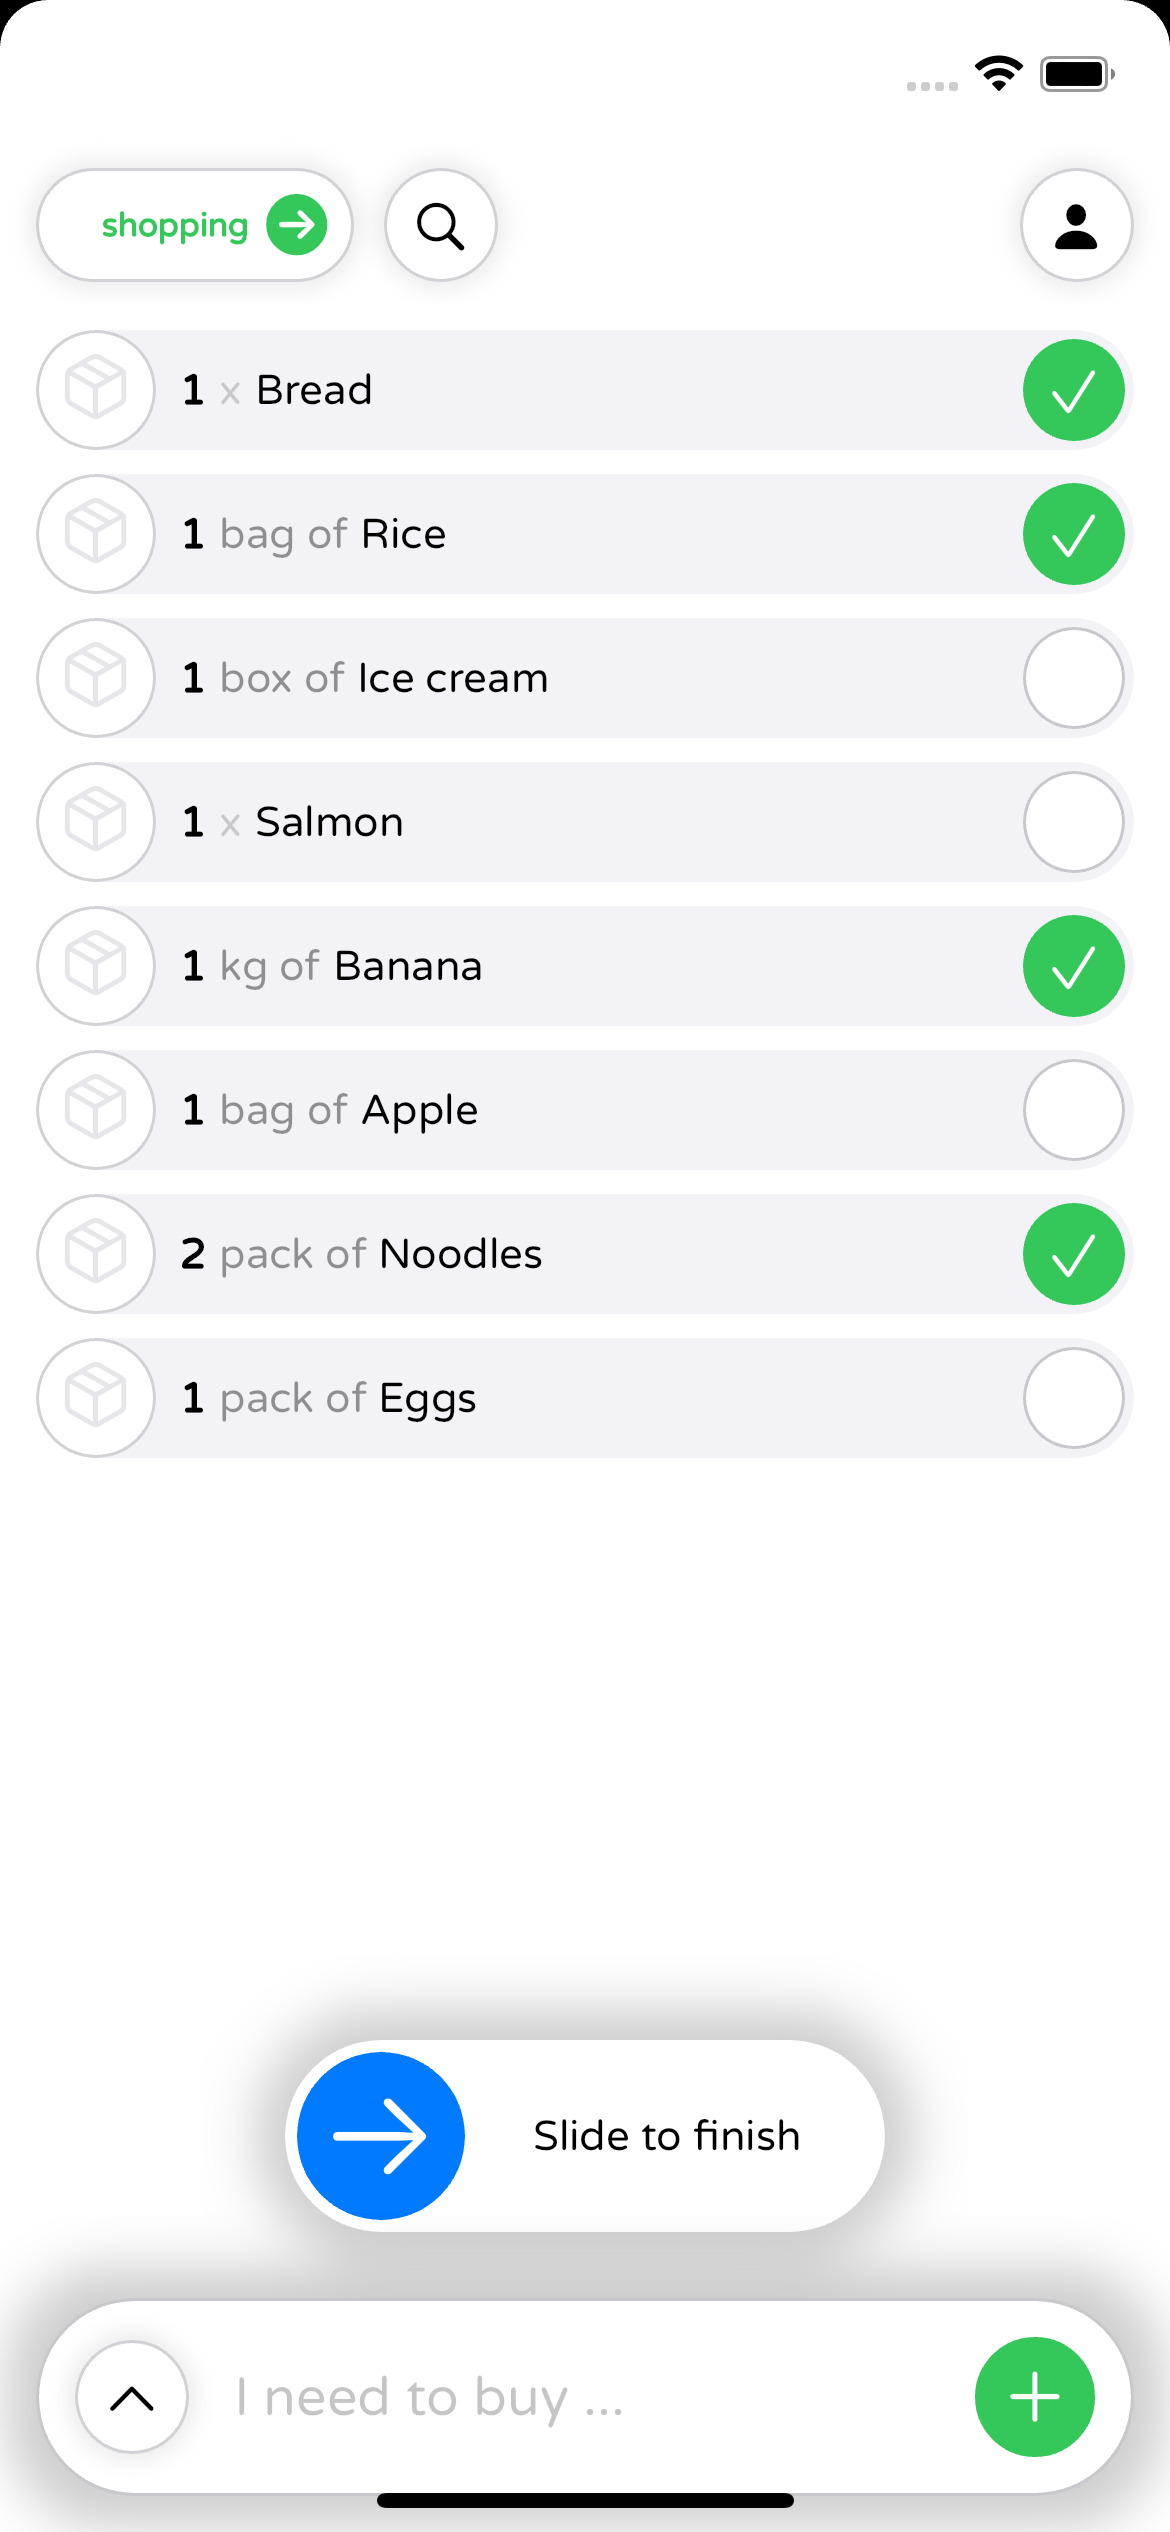 shopping
1 x Bread
1 bag of Rice
1 box of Ice cream
1 x Salmon
1 kg of Banana
1 bag of Apple
2 pack of Noodles
1 pack of Eggs
Slide to finish
I need to buy ...